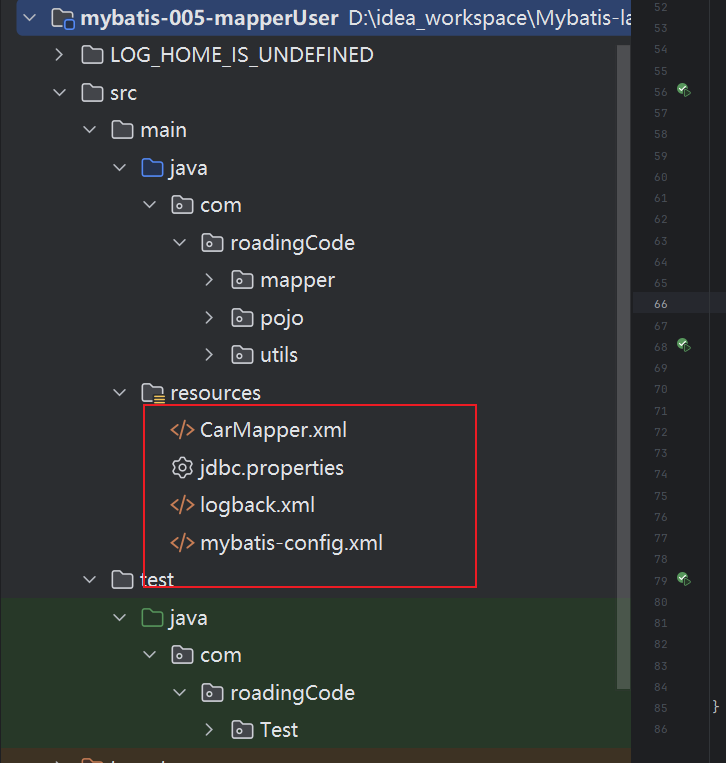 mybatis-005-mapperUser D:\idea_workspace\Mybatis-la
LOG_HOME_IS_UNDEFINED
src
main
java
com
roadingCode
mapper
pojo
utils
resources
CarMapper.xml
jdbc.properties
logback.xml
mybatis-config.xml
test
java
com
roadingCode
Test
52
53
54
55
56
57
58
59
60
61
62
63
64
65
66
67
68
69
70
71
72
73
74
75
76
77
78
79
80
81
82
83
84
85 }
86